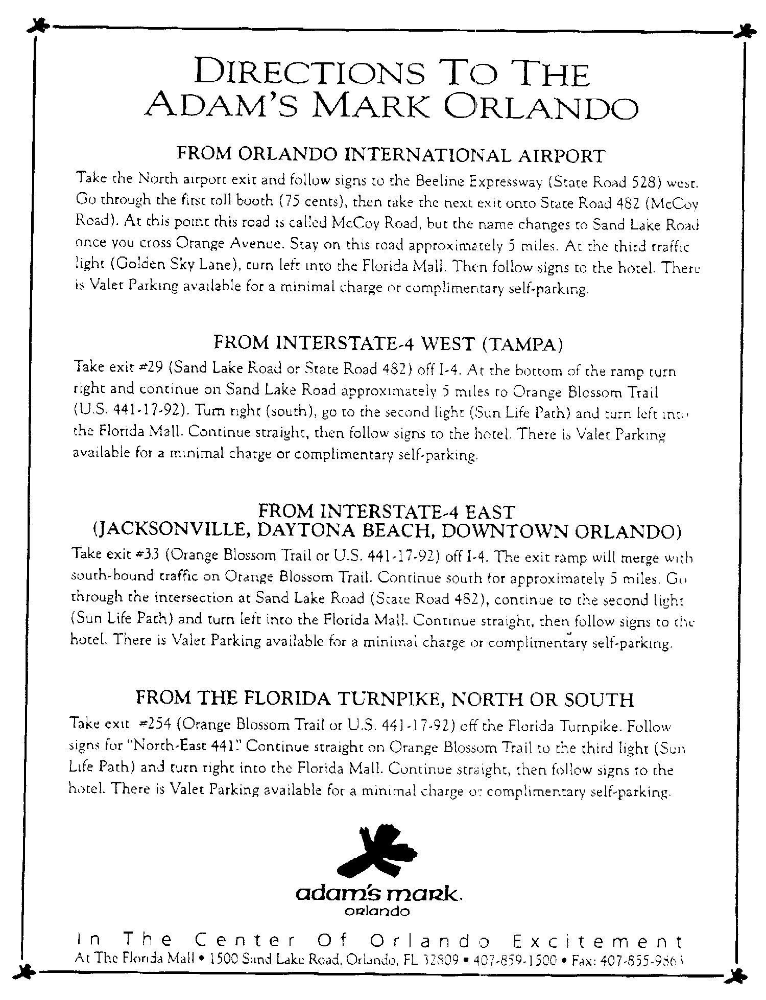 DIRECTIONS TO THE
ADAM'S MARK ORLANDO
FROM ORLANDO INTERNATIONAL AIRPORT
Take the North airport exit and follow signs to the Beeline Expressway (State Road 528) west.
Go through the first toll booth (75 cents), then take the next exit onto State Road 482 (McCoy
Road). At this point this road is called McCoy Road, but the name changes to Sand Lake Road
once you cross Orange Avenue. Stay on this road approximately 5 miles. At the third traffic
light (Golden Sky Lane), turn left into the Florida Mall. Then follow signs to the hotel. There
is Valet Parking available for a minimal charge or complimentary self-parking.
FROM INTERSTATE-4 WEST (TAMPA)
Take exit #29 (Sand Lake Road or State Road 482) off I-4. At the bottom of the ramp turn
right and continue on Sand Lake Road approximately 5 miles to Orange Blossom Trail
(U.S. 441-17-92). Turn right (south), go to the second light (Sun Life Path) and turn left into
the Florida Mall. Continue straight, then follow signs to the hotel. There is Valet Parking
available for a minimal charge or complimentary self-parking.
FROM INTERSTATE-4 EAST
(JACKSONVILLE, DAYTONA BEACH, DOWNTOWN ORLANDO)
Take exit #33 (Orange Blossom Trail or U.S. 441-17-92) off I-4. The exit ramp will merge with
south-bound traffic on Orange Blossom Trail. Continue south for approximately 5 miles. Go
through the intersection at Sand Lake Road (State Road 482), continue to the second light
(Sun Life Path) and turn left into the Florida Mall. Continue straight, then follow signs to the
hotel. There is Valet Parking available for a minimal charge or complimentary self-parking.
FROM THE FLORIDA TURNPIKE, NORTH OR SOUTH
Take exit #254 (Orange Blossom Trail or U.S. 441-17-92) off the Florida Turnpike. Follow
signs for "North-East 441." Continue straight on Orange Blossom Trail to the third light (Sun
Life Path) and turn right into the Florida Mall. Continue straight, then follow signs to the
hotel. There is Valet Parking available for a minimal charge or complimentary self-parking.
adam's mark.
orlando
In The Center Of Orlando Excitement
At The Florida Mall • 1500 Sand Lake Road, Orlando, FL 32809 • 407-859-1500 • Fax: